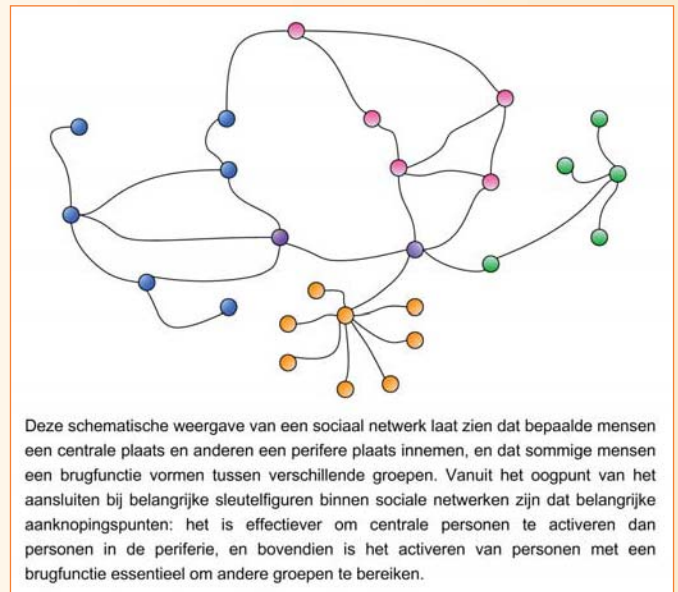 Deze schematische weergave van een sociaal netwerk laat zien dat bepaalde mensen
een centrale plaats en anderen een perifere plaats innemen, en dat sommige mensen
een brugfunctie vormen tussen verschillende groepen. Vanuit het oogpunt van het
aansluiten bij belangrijke sleutelfiguren binnen sociale netwerken zijn dat belangrijke
aanknopingspunten: het is effectiever om centrale personen te activeren dan
personen in de periferie, en bovendien is het activeren van personen met een
brugfunctie essentieel om andere groepen te bereiken.